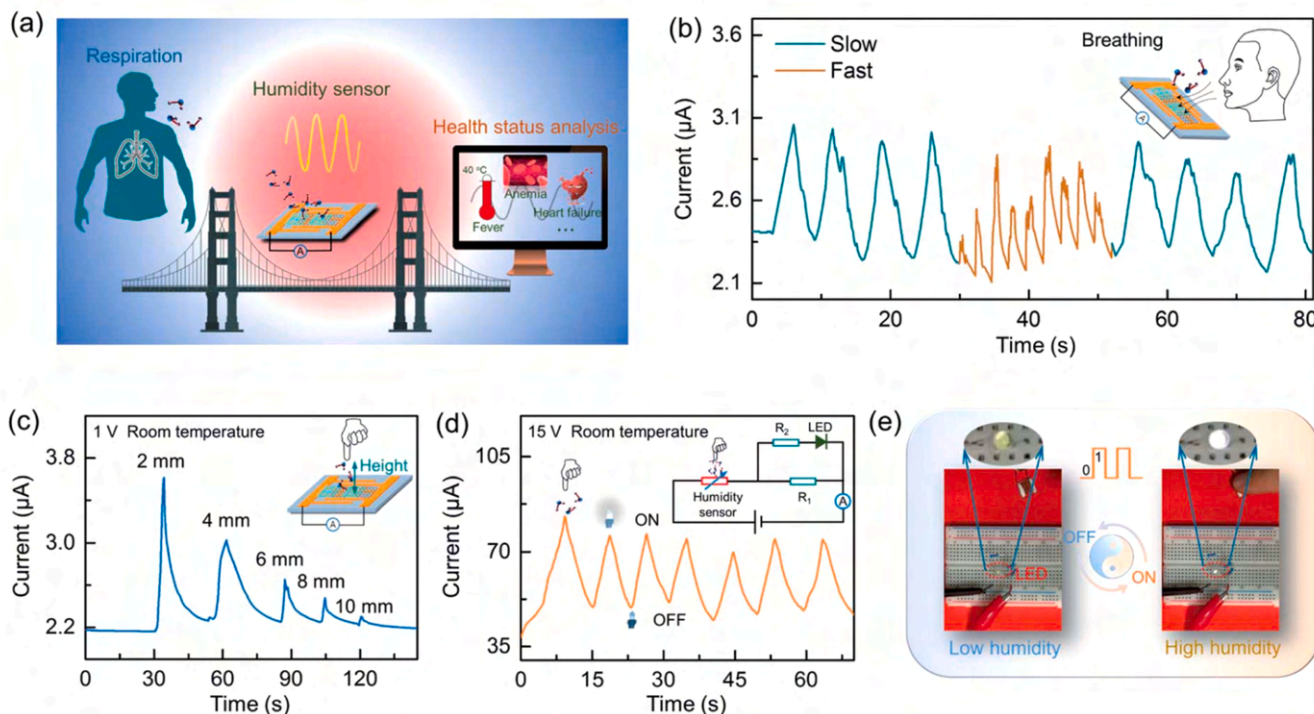 (a)
Respiration
Humidity sensor
Health status analysis
40 ℃
Anemia
Fever
Heart failure
...
A
(b)
Slow
Fast
Breathing
A
Current (μA)
3.6
3.1
2.6
2.1
0
20
40
60
80
Time (s)
(c)
1 V Room temperature
2 mm
Height
4 mm
6 mm
8 mm
10 mm
A
Current (μA)
3.8
3.0
2.2
0
30
60
90
120
Time (s)
(d)
15 V Room temperature
R2
LED
Humidity
sensor
R1
A
ON
OFF
Current (μA)
105
70
35
0
15
30
45
60
Time (s)
(e)
0
1
OFF
ON
LED
Low humidity
High humidity